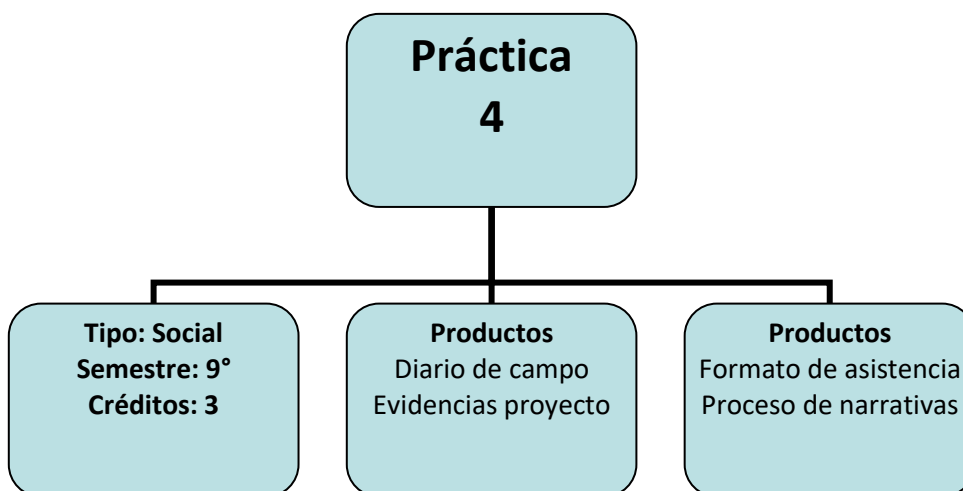 Práctica
4
Tipo: Social
Semestre: 9°
Créditos: 3
Productos
Diario de campo
Evidencias proyecto
Productos
Formato de asistencia
Proceso de narrativas